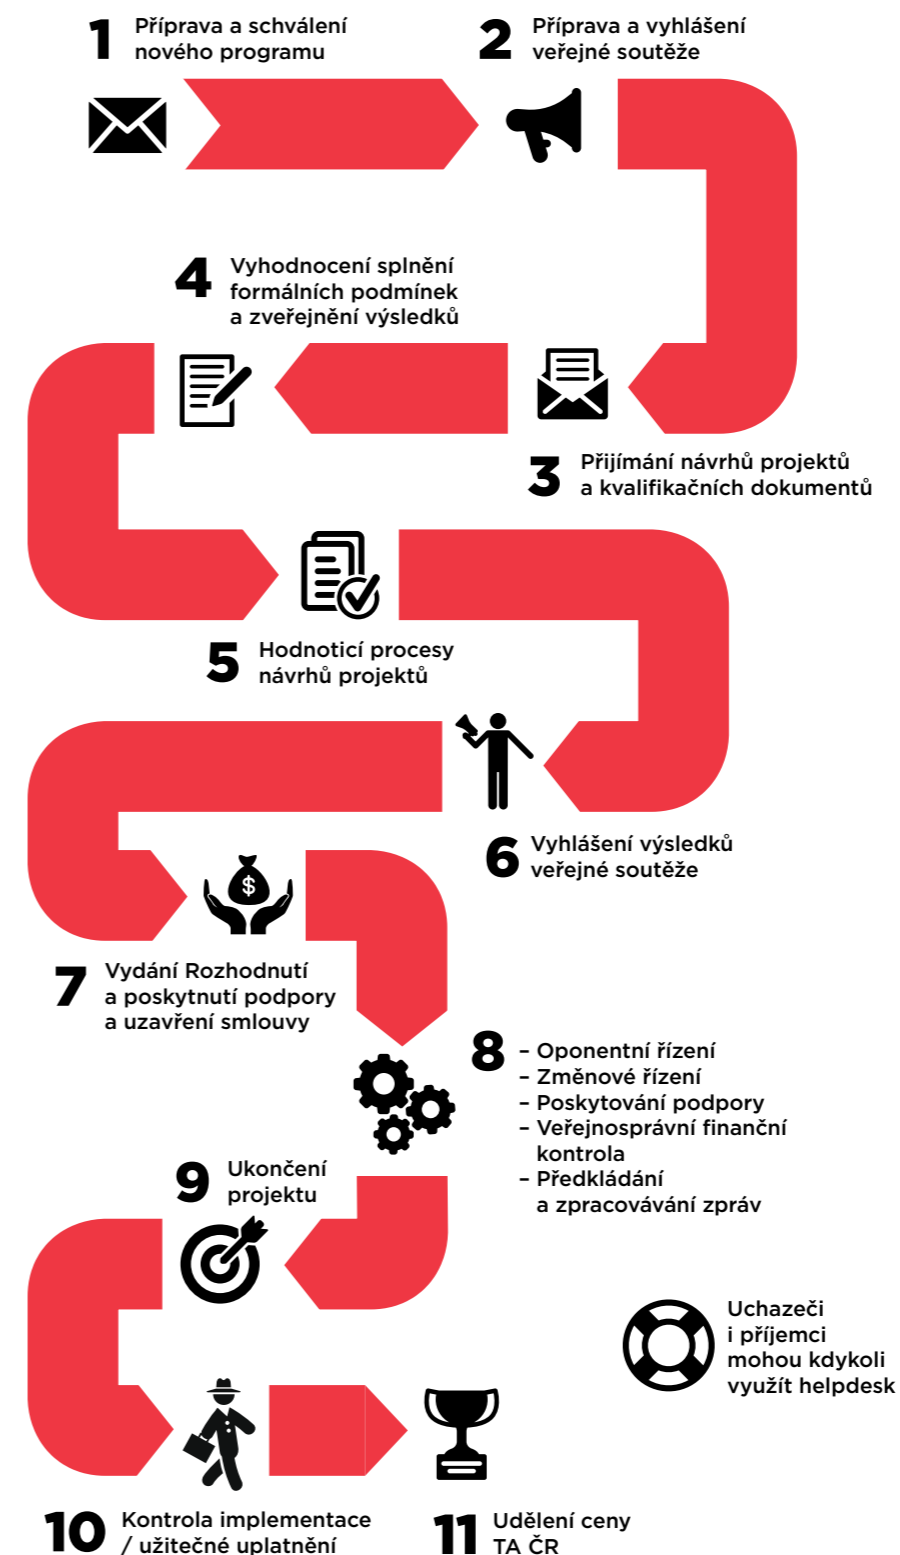 1 Příprava a schválení
nového programu
2 Příprava a vyhlášení
veřejné soutěže
4 Vyhodnocení splnění
formálních podmínek
a zveřejnění výsledků
3 Přijímání návrhů projektů
a kvalifikačních dokumentů
5 Hodnoticí procesy
návrhů projektů
6 Vyhlášení výsledků
veřejné soutěže
$
7 Vydání Rozhodnutí
a poskytnutí podpory
a uzavření smlouvy
8 – Oponentní řízení
– Změnové řízení
– Poskytování podpory
– Veřejnosprávní finanční
kontrola
– Předkládání
a zpracovávání zpráv
9 Ukončení
projektu
Uchazeči
i příjemci
mohou kdykoli
využít helpdesk
10 Kontrola implementace
/ užitečné uplatnění
11 Udělení ceny
TA ČR